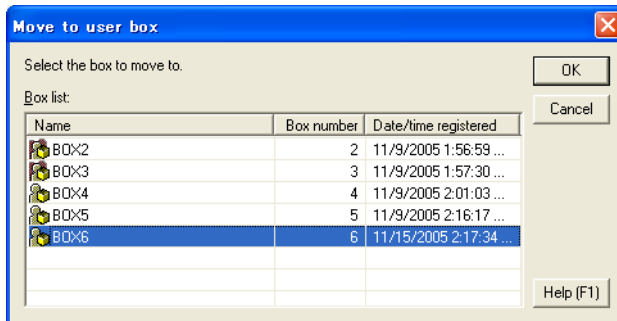 Move to user box
Select the box to move to.
OK
Box list:
Cancel
Name Box number Date/time registered
BOX2 2 11/9/2005 1:56:59 ...
BOX3 3 11/9/2005 1:57:30 ...
BOX4 4 11/9/2005 2:01:03 ...
BOX5 5 11/9/2005 2:16:17 ...
BOX6 6 11/15/2005 2:17:34 ...
Help (F1)